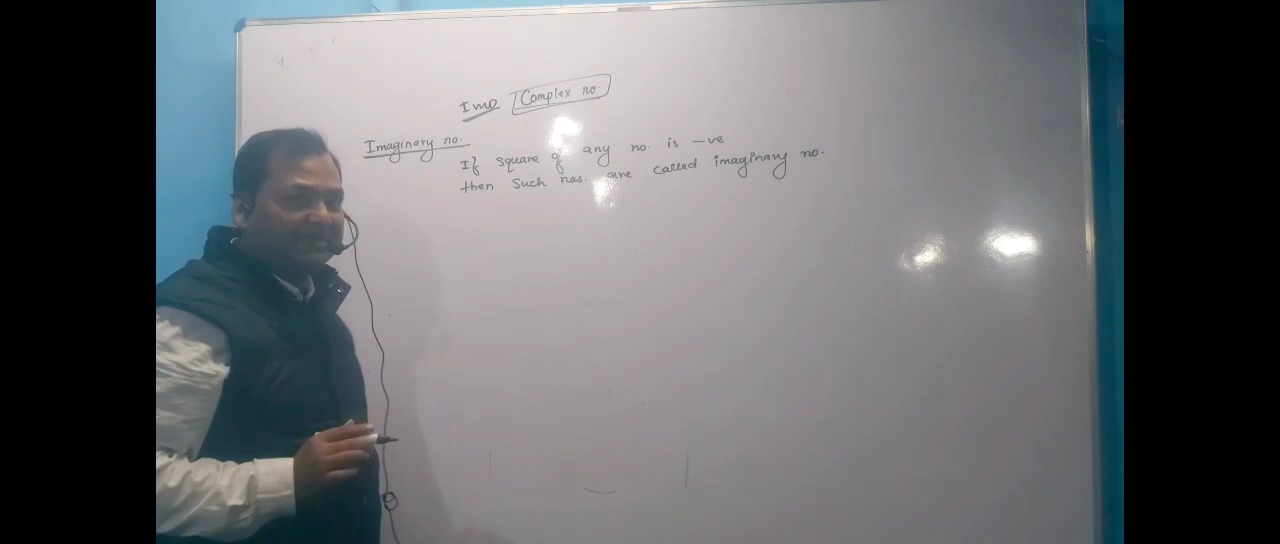 Imp Complex no.
Imaginary no.
If square of any no. is -ve
then such nos. are called imaginary no.